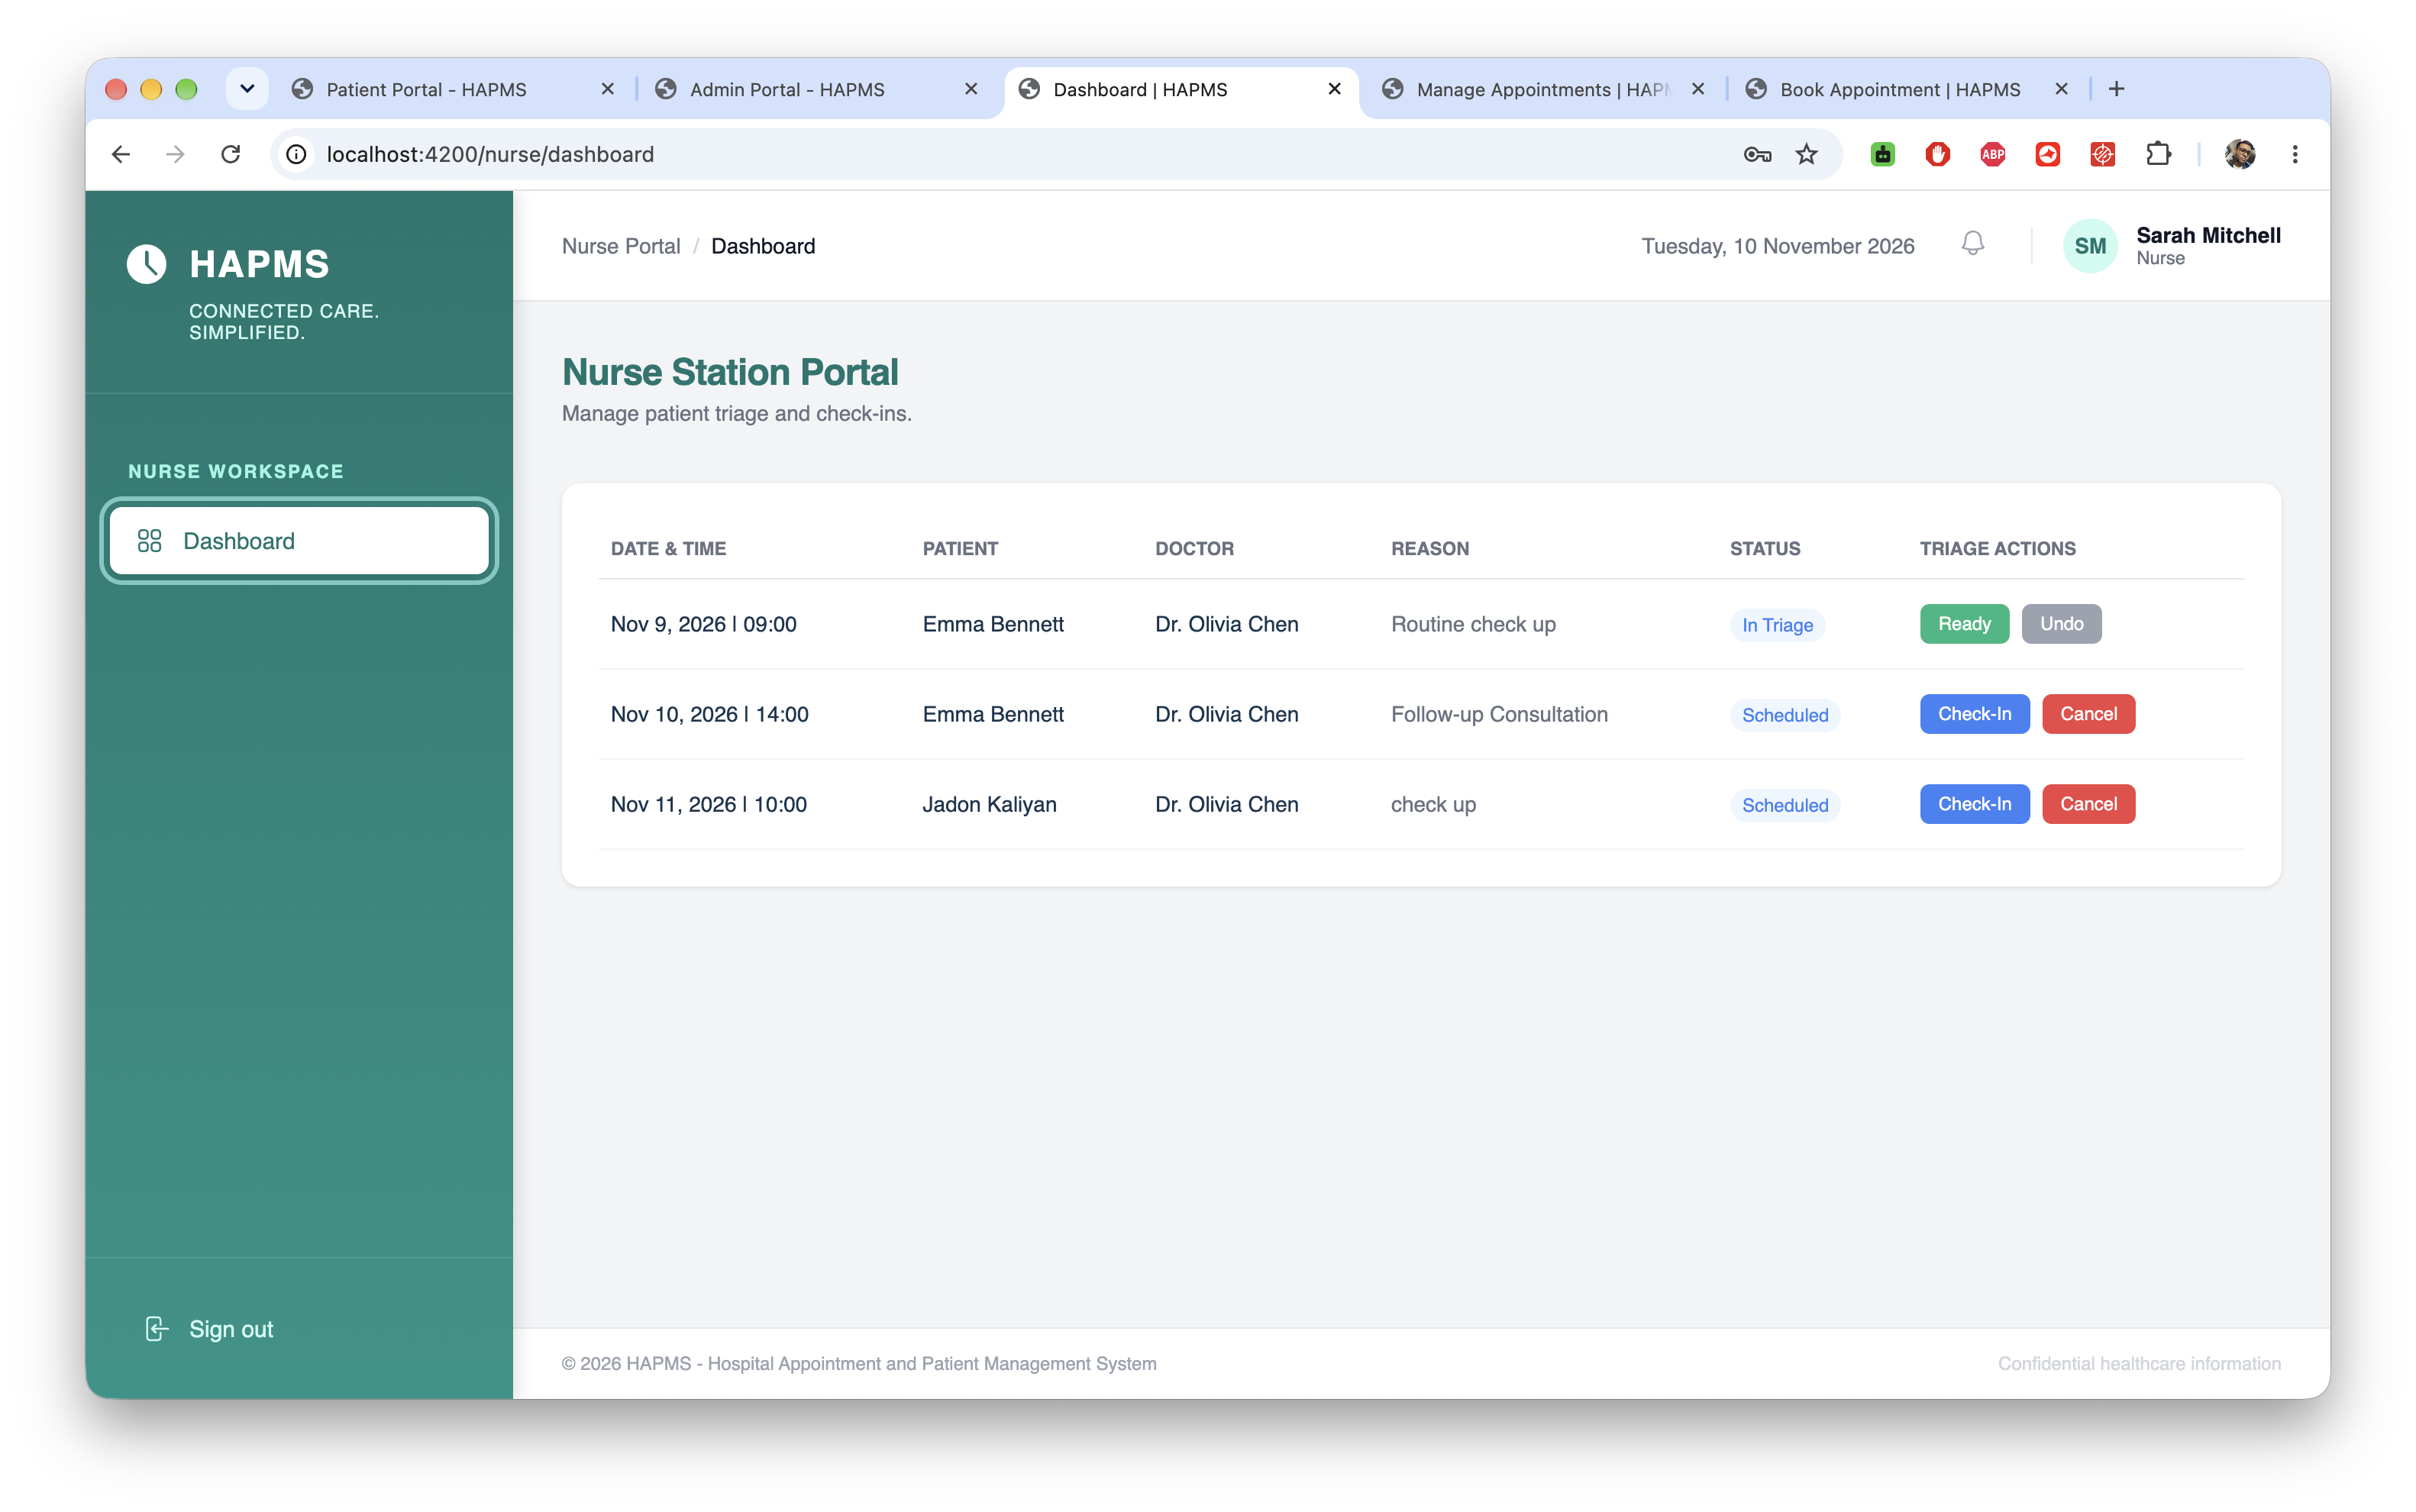 Patient Portal - HAPMS
Admin Portal - HAPMS
Dashboard | HAPMS
Manage Appointments | HAPM
Book Appointment | HAPMS
localhost:4200/nurse/dashboard
ABP
HAPMS
CONNECTED CARE.
SIMPLIFIED.
NURSE WORKSPACE
Dashboard
Sign out
Nurse Portal / Dashboard
Tuesday, 10 November 2026
SM
Sarah Mitchell
Nurse
Nurse Station Portal
Manage patient triage and check-ins.
DATE & TIME PATIENT DOCTOR REASON STATUS TRIAGE ACTIONS
Nov 9, 2026 | 09:00 Emma Bennett Dr. Olivia Chen Routine check up In Triage Ready Undo
Nov 10, 2026 | 14:00 Emma Bennett Dr. Olivia Chen Follow-up Consultation Scheduled Check-In Cancel
Nov 11, 2026 | 10:00 Jadon Kaliyan Dr. Olivia Chen check up Scheduled Check-In Cancel
© 2026 HAPMS - Hospital Appointment and Patient Management System
Confidential healthcare information